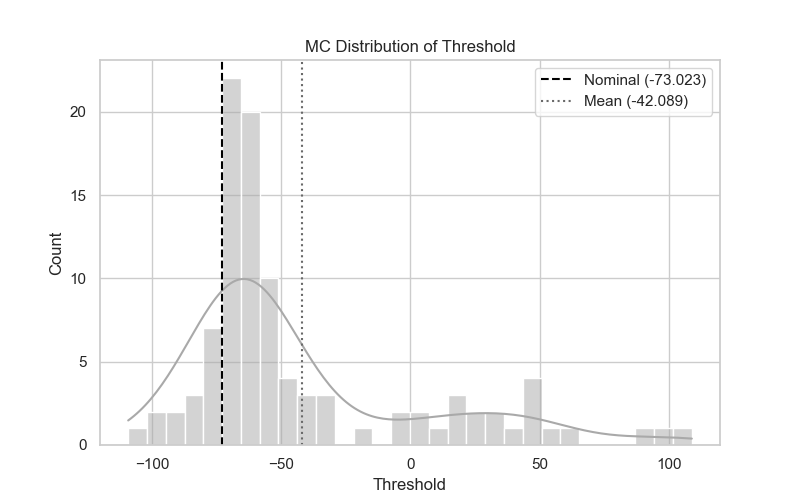 MC Distribution of Threshold
Nominal (-73.023)
Mean (-42.089)
Count
20
15
10
5
0
−100
−50
0
50
100
Threshold